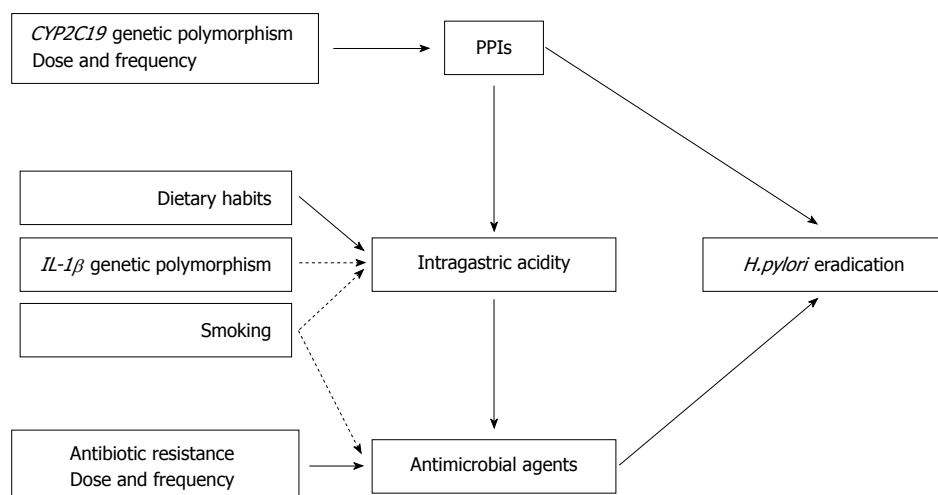 CYP2C19 genetic polymorphism
Dose and frequency
PPIs
Dietary habits
IL-1β genetic polymorphism
Smoking
Intragastric acidity
H.pylori eradication
Antibiotic resistance
Dose and frequency
Antimicrobial agents